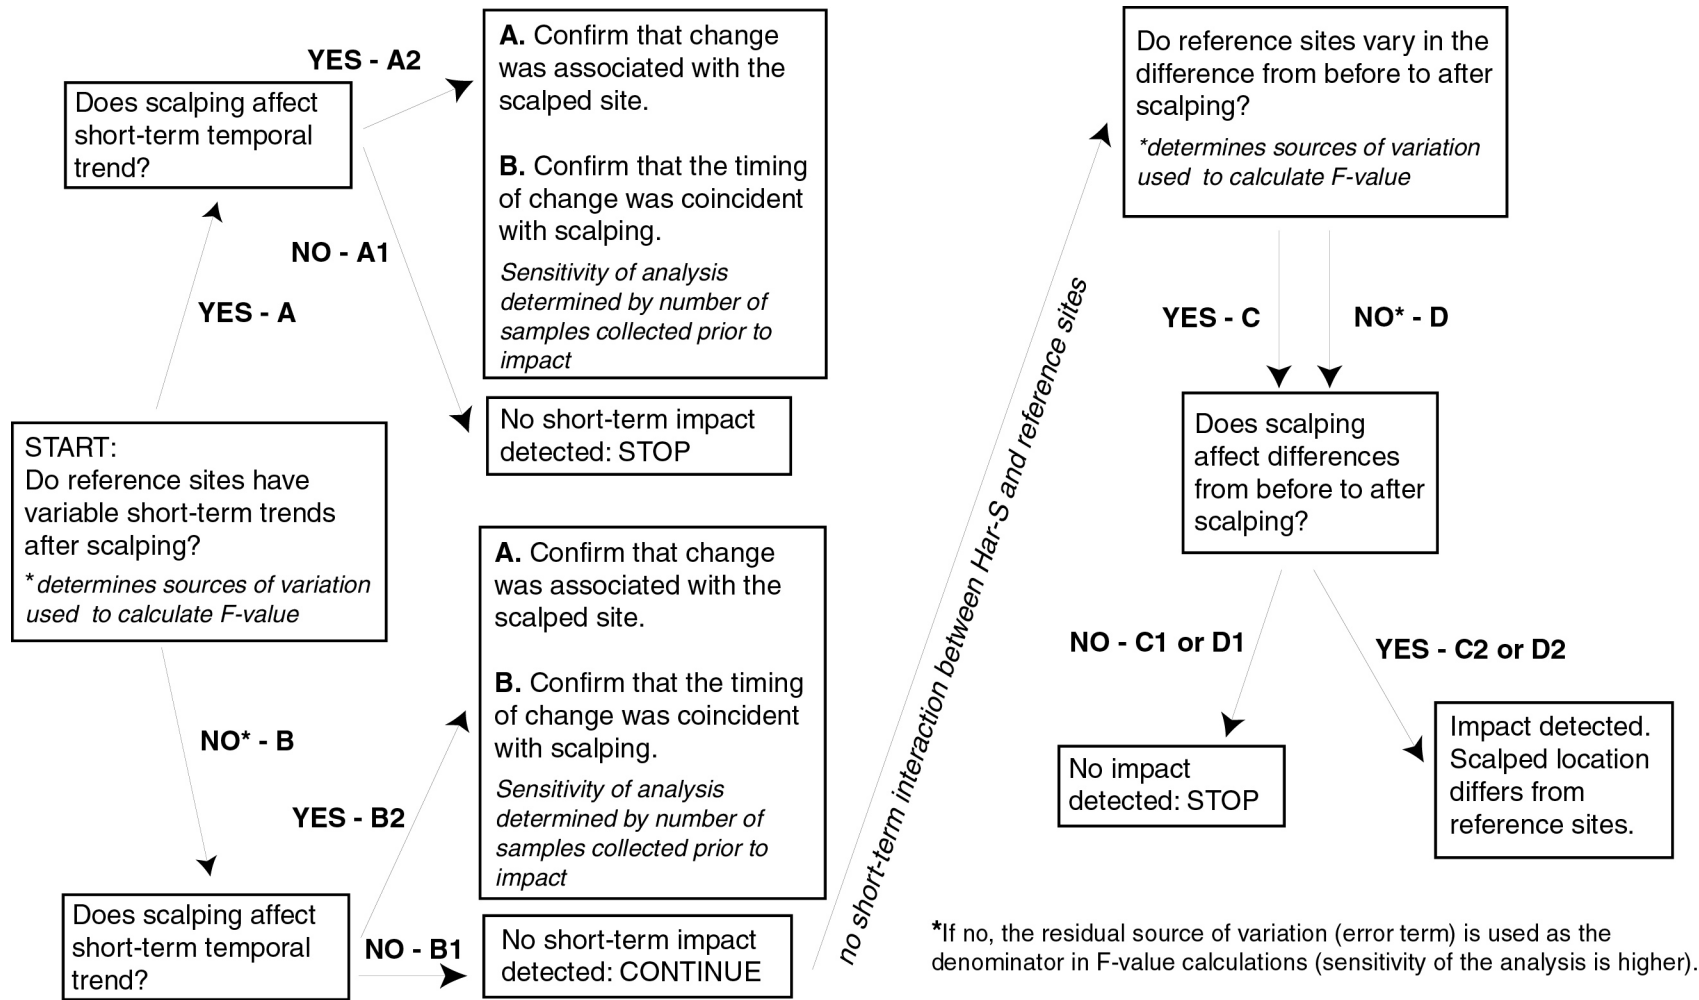 START:
Do reference sites have
variable short-term trends
after scalping?
*determines sources of variation
used to calculate F-value
YES - A
Does scalping affect
short-term temporal
trend?
YES - A2
A. Confirm that change
was associated with the
scalped site.
B. Confirm that the timing
of change was coincident
with scalping.
Sensitivity of analysis
determined by number of
samples collected prior to
impact
NO - A1
No short-term impact
detected: STOP
NO* - B
Does scalping affect
short-term temporal
trend?
YES - B2
A. Confirm that change
was associated with the
scalped site.
B. Confirm that the timing
of change was coincident
with scalping.
Sensitivity of analysis
determined by number of
samples collected prior to
impact
NO - B1
No short-term impact
detected: CONTINUE
no short-term interaction between Har-S and reference sites
Do reference sites vary in the
difference from before to after
scalping?
*determines sources of variation
used to calculate F-value
YES - C
NO* - D
Does scalping
affect differences
from before to after
scalping?
NO - C1 or D1
YES - C2 or D2
No impact
detected: STOP
Impact detected.
Scalped location
differs from
reference sites.
*If no, the residual source of variation (error term) is used as the
denominator in F-value calculations (sensitivity of the analysis is higher).